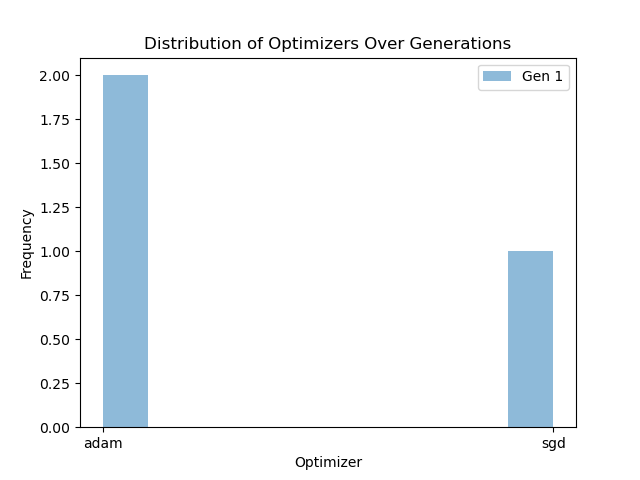 Distribution of Optimizers Over Generations
Gen 1
2.00
1.75
1.50
1.25
1.00
0.75
0.50
0.25
0.00
Frequency
adam
sgd
Optimizer